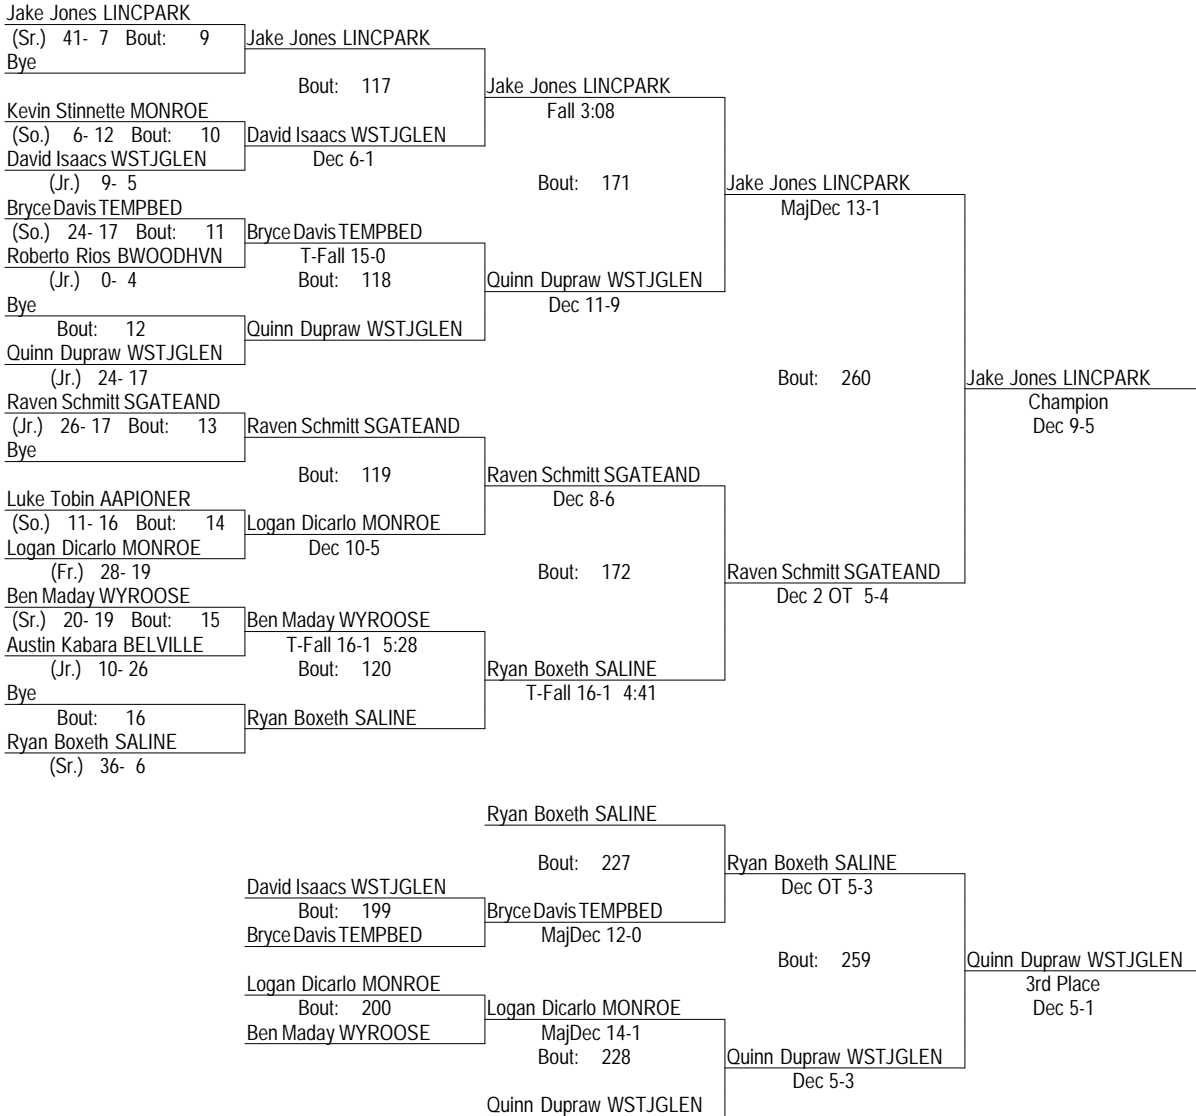 Jake Jones LINCPARK
(Sr.) 41- 7 Bout: 9
Bye
Jake Jones LINCPARK
Bout: 117
Kevin Stinnette MONROE
(So.) 6- 12 Bout: 10
David Isaacs WSTJGLEN
(Jr.) 9- 5
David Isaacs WSTJGLEN
Dec 6-1
Jake Jones LINCPARK
Fall 3:08
Bout: 171
Bryce Davis TEMPBED
(So.) 24- 17 Bout: 11
Roberto Rios BWOODHVN
(Jr.) 0- 4
Bryce Davis TEMPBED
T-Fall 15-0
Bout: 118
Bye
Bout: 12
Quinn Dupraw WSTJGLEN
(Jr.) 24- 17
Quinn Dupraw WSTJGLEN
Quinn Dupraw WSTJGLEN
Dec 11-9
Jake Jones LINCPARK
MajDec 13-1
Bout: 260
Raven Schmitt SGATEAND
(Jr.) 26- 17 Bout: 13
Bye
Raven Schmitt SGATEAND
Bout: 119
Luke Tobin AAPIONER
(So.) 11- 16 Bout: 14
Logan Dicarlo MONROE
(Fr.) 28- 19
Logan Dicarlo MONROE
Dec 10-5
Raven Schmitt SGATEAND
Dec 8-6
Bout: 172
Ben Maday WYROOSE
(Sr.) 20- 19 Bout: 15
Austin Kabara BELVILLE
(Jr.) 10- 26
Ben Maday WYROOSE
T-Fall 16-1 5:28
Bout: 120
Bye
Bout: 16
Ryan Boxeth SALINE
(Sr.) 36- 6
Ryan Boxeth SALINE
Ryan Boxeth SALINE
T-Fall 16-1 4:41
Raven Schmitt SGATEAND
Dec 2 OT 5-4
Jake Jones LINCPARK
Champion
Dec 9-5
Ryan Boxeth SALINE
Bout: 227
David Isaacs WSTJGLEN
Bout: 199
Bryce Davis TEMPBED
Bryce Davis TEMPBED
MajDec 12-0
Ryan Boxeth SALINE
Dec OT 5-3
Bout: 259
Logan Dicarlo MONROE
Bout: 200
Ben Maday WYROOSE
Logan Dicarlo MONROE
MajDec 14-1
Bout: 228
Quinn Dupraw WSTJGLEN
Quinn Dupraw WSTJGLEN
Dec 5-3
Quinn Dupraw WSTJGLEN
3rd Place
Dec 5-1